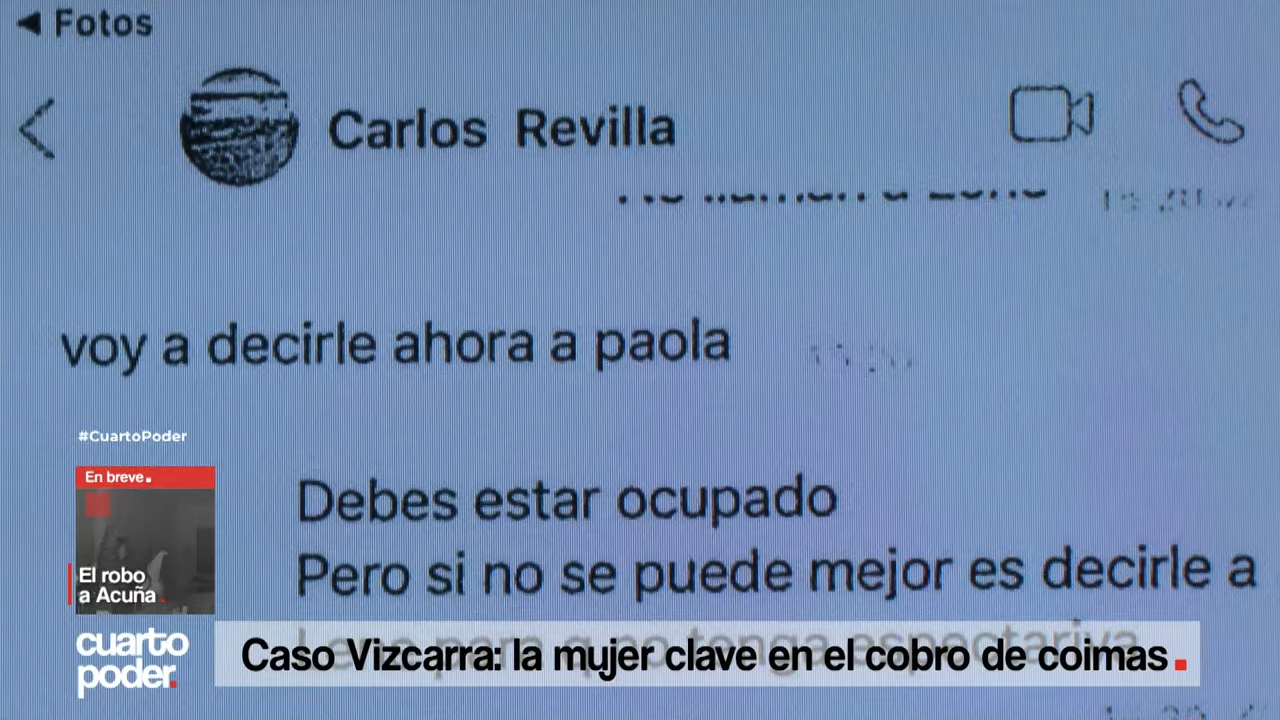 Fotos
Carlos Revilla
voy a decirle ahora a paola
#CuartoPoder
En breve.
El robo
a Acuña.
Debes estar ocupado
Pero si no se puede mejor es decirle a
cuarto
poder.
Caso Vizcarra: la mujer clave en el cobro de coimas.